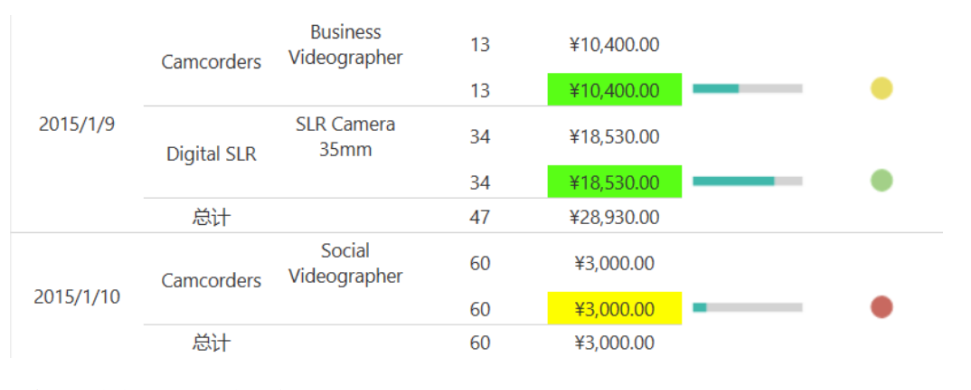 Business
Videographer
Camcorders
13
¥10,400.00
13
¥10,400.00
2015/1/9
SLR Camera
35mm
Digital SLR
34
¥18,530.00
34
¥18,530.00
总计
47
¥28,930.00
Social
Videographer
Camcorders
60
¥3,000.00
2015/1/10
60
¥3,000.00
总计
60
¥3,000.00